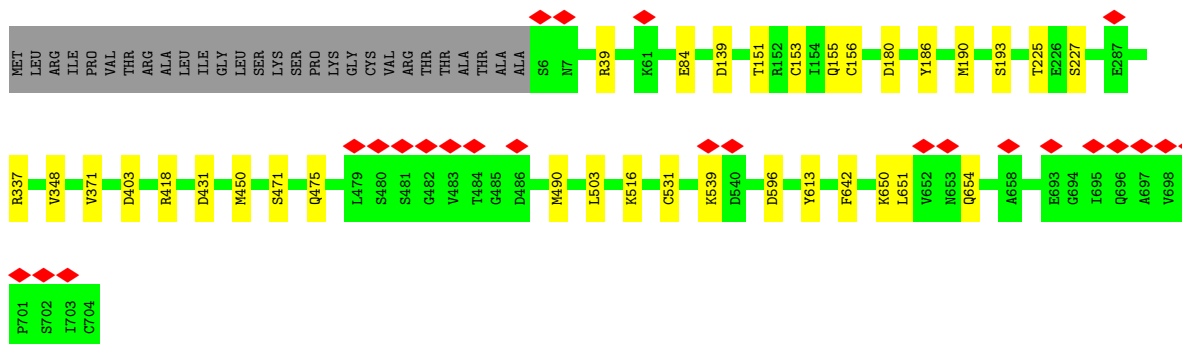 MET LEU ARG ILE PRO VAL THR ARG ALA LEU ILE GLY LEU SER LYS SER PRO LYS GLY CYS VAL ARG THR THR ALA THR ALA ALA S6 N7 R39 K61 E84 D139 T151 R152 C153 I154 Q155 C156 D180 Y186 M190 S193 T225 E226 S227 E287
R337 V348 V371 D403 R418 D431 M450 S471 Q475 L479 S480 S481 G482 V483 T484 G485 D486 M490 L503 K516 C531 K539 D540 D596 Y613 F642 K650 L651 V652 N653 Q654 A658 E693 G694 I695 Q696 A697 V698
P701 S702 I703 C704